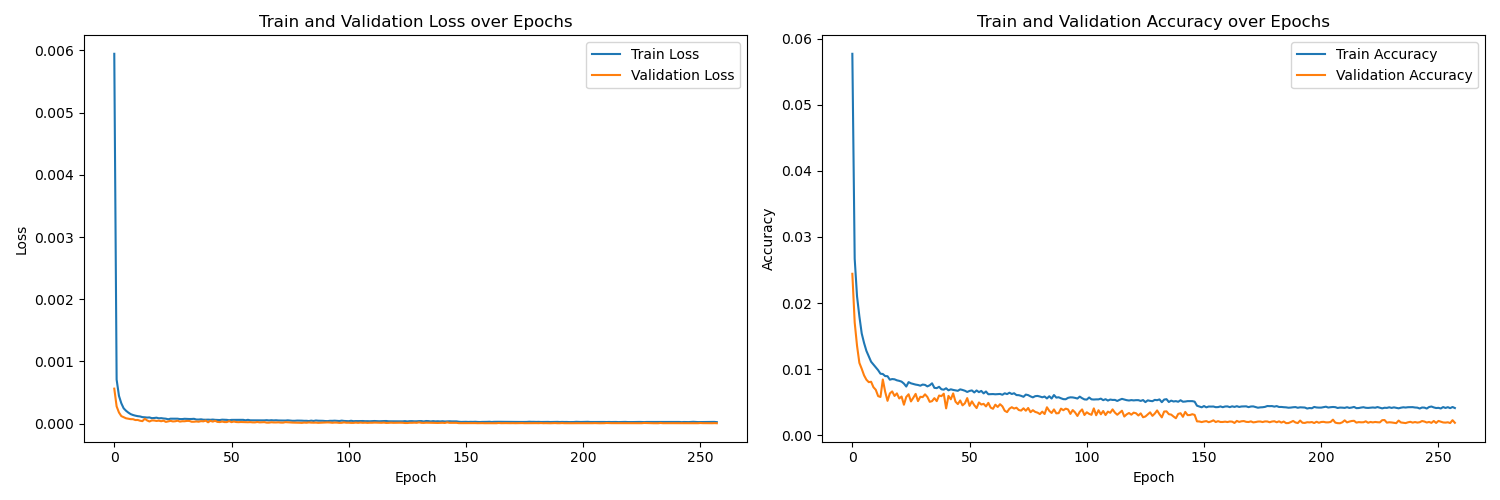 Train and Validation Loss over Epochs
0.006
0.005
0.004
0.003
0.002
0.001
0.000
Loss
0
50
100
150
200
250
Epoch
Train Loss
Validation Loss
Train and Validation Accuracy over Epochs
0.06
0.05
0.04
0.03
0.02
0.01
0.00
Accuracy
0
50
100
150
200
250
Epoch
Train Accuracy
Validation Accuracy